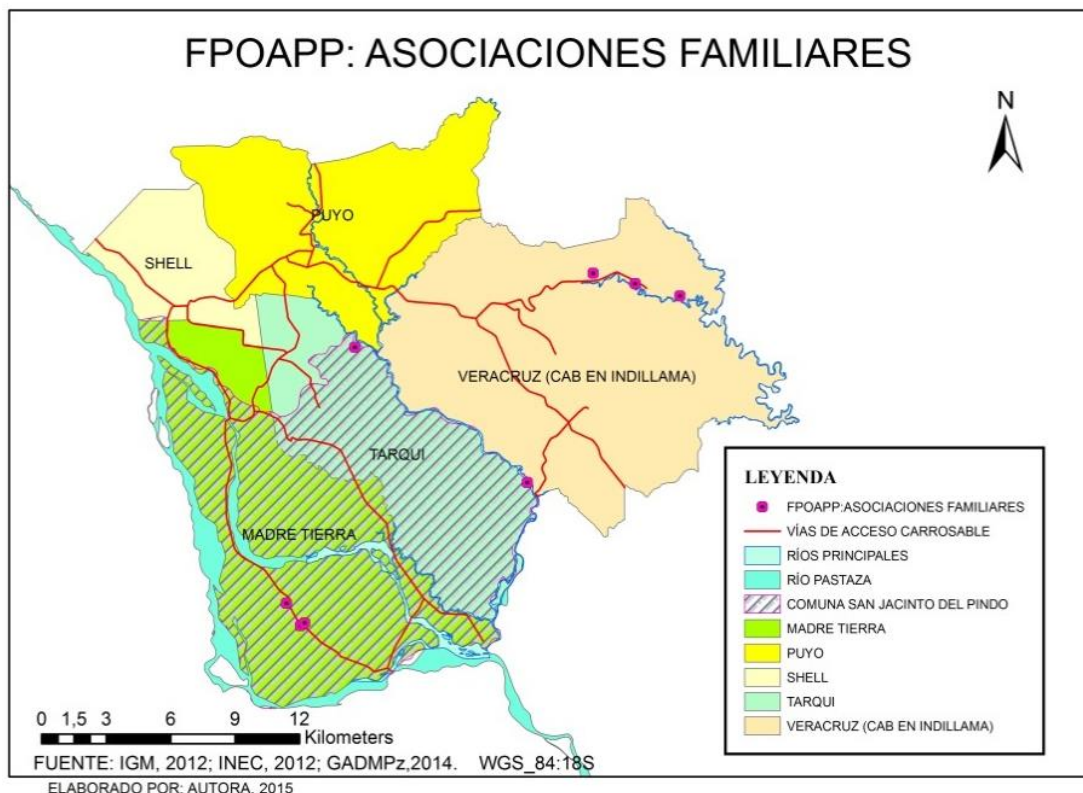 FPOAPP: ASOCIACIONES FAMILIARES
N
PUYO
SHELL
VERACRUZ (CAB EN INDILLAMA)
TARQUI
MADRE TIERRA
LEYENDA
FPOAPP:ASOCIACIONES FAMILIARES
VÍAS DE ACCESO CARROSABLE
RÍOS PRINCIPALES
RÍO PASTAZA
COMUNA SAN JACINTO DEL PINDO
MADRE TIERRA
PUYO
SHELL
TARQUI
VERACRUZ (CAB EN INDILLAMA)
0 1,5 3 6 9 12
Kilometers
FUENTE: IGM, 2012; INEC, 2012; GADMPz,2014. WGS_84:18S
ELABORADO POR: AUTORA, 2015